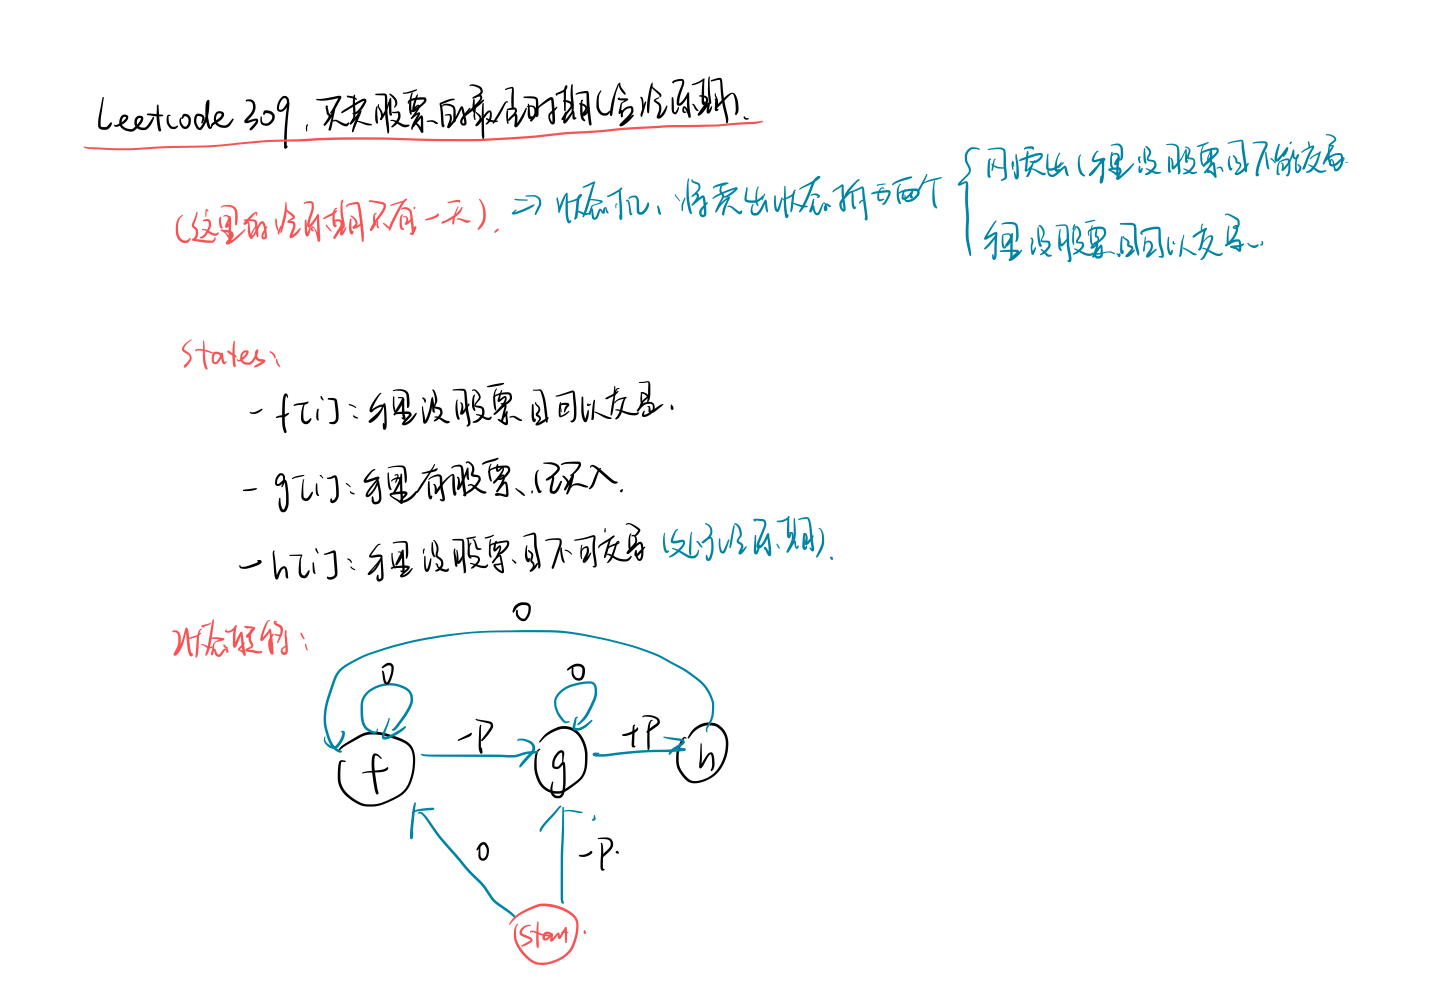 Leetcode 309. 买卖股票的最佳时期(含冷冻期).
(这里的冷冻期只有一天). => 状态机, 将卖出状态拆为两个
刚卖出(手里没股票且不能交易
手里没股票且可以交易.
States:
- f[i]: 手里没股票且可以交易.
- g[i]: 手里有股票、已买入.
- h[i]: 手里没股票且不可交易 (处于冷冻期).
状态转移:
0
0 0
-P +P
f g h
0 -P.
Start.